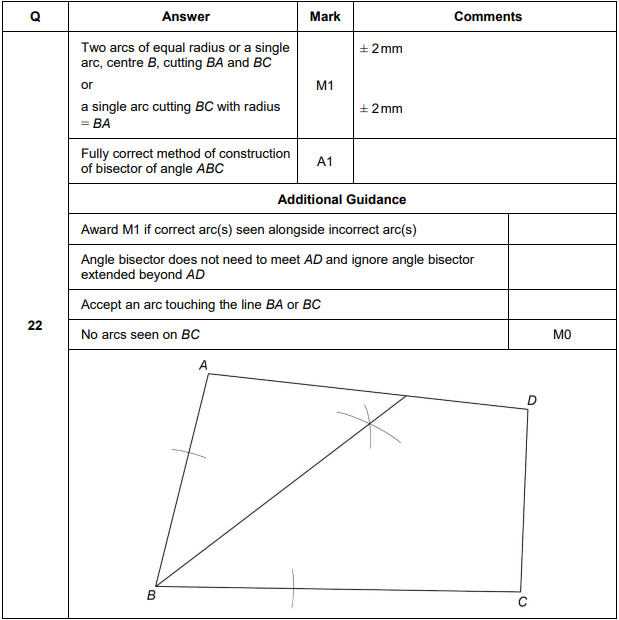 Q Answer Mark Comments
Two arcs of equal radius or a single
arc, centre B, cutting BA and BC
or
a single arc cutting BC with radius
= BA
M1
± 2 mm
± 2 mm
Fully correct method of construction
of bisector of angle ABC
A1
Additional Guidance
Award M1 if correct arc(s) seen alongside incorrect arc(s)
Angle bisector does not need to meet AD and ignore angle bisector
extended beyond AD
Accept an arc touching the line BA or BC
22
No arcs seen on BC M0
A
D
B
C